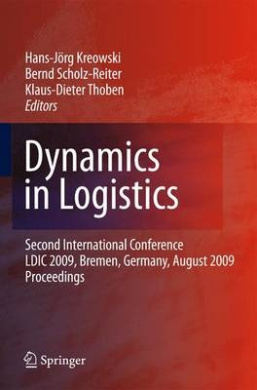 Hans-Jörg Kreowski
Bernd Scholz-Reiter
Klaus-Dieter Thoben
Editors
Dynamics
in Logistics
Second International Conference
LDIC 2009, Bremen, Germany, August 2009
Proceedings
Springer